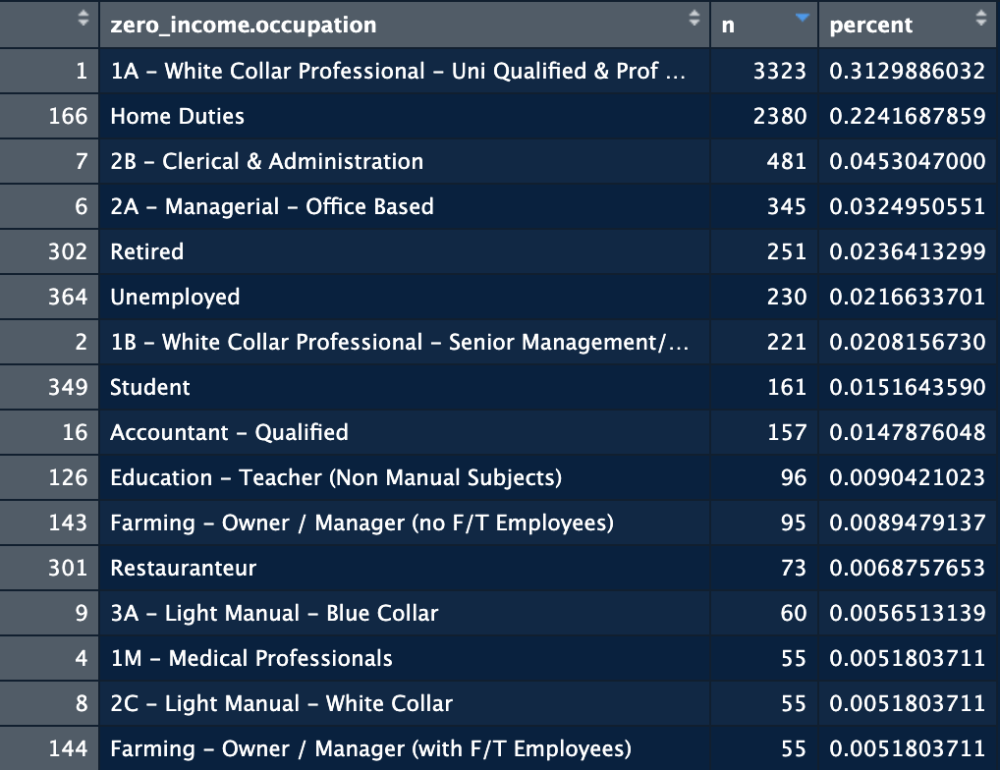 zero_income.occupation n percent
1 1A – White Collar Professional – Uni Qualified & Prof ... 3323 0.3129886032
166 Home Duties 2380 0.2241687859
7 2B – Clerical & Administration 481 0.0453047000
6 2A – Managerial – Office Based 345 0.0324950551
302 Retired 251 0.0236413299
364 Unemployed 230 0.0216633701
2 1B – White Collar Professional – Senior Management/... 221 0.0208156730
349 Student 161 0.0151643590
16 Accountant – Qualified 157 0.0147876048
126 Education – Teacher (Non Manual Subjects) 96 0.0090421023
143 Farming – Owner / Manager (no F/T Employees) 95 0.0089479137
301 Restauranteur 73 0.0068757653
9 3A – Light Manual – Blue Collar 60 0.0056513139
4 1M – Medical Professionals 55 0.0051803711
8 2C – Light Manual – White Collar 55 0.0051803711
144 Farming – Owner / Manager (with F/T Employees) 55 0.0051803711